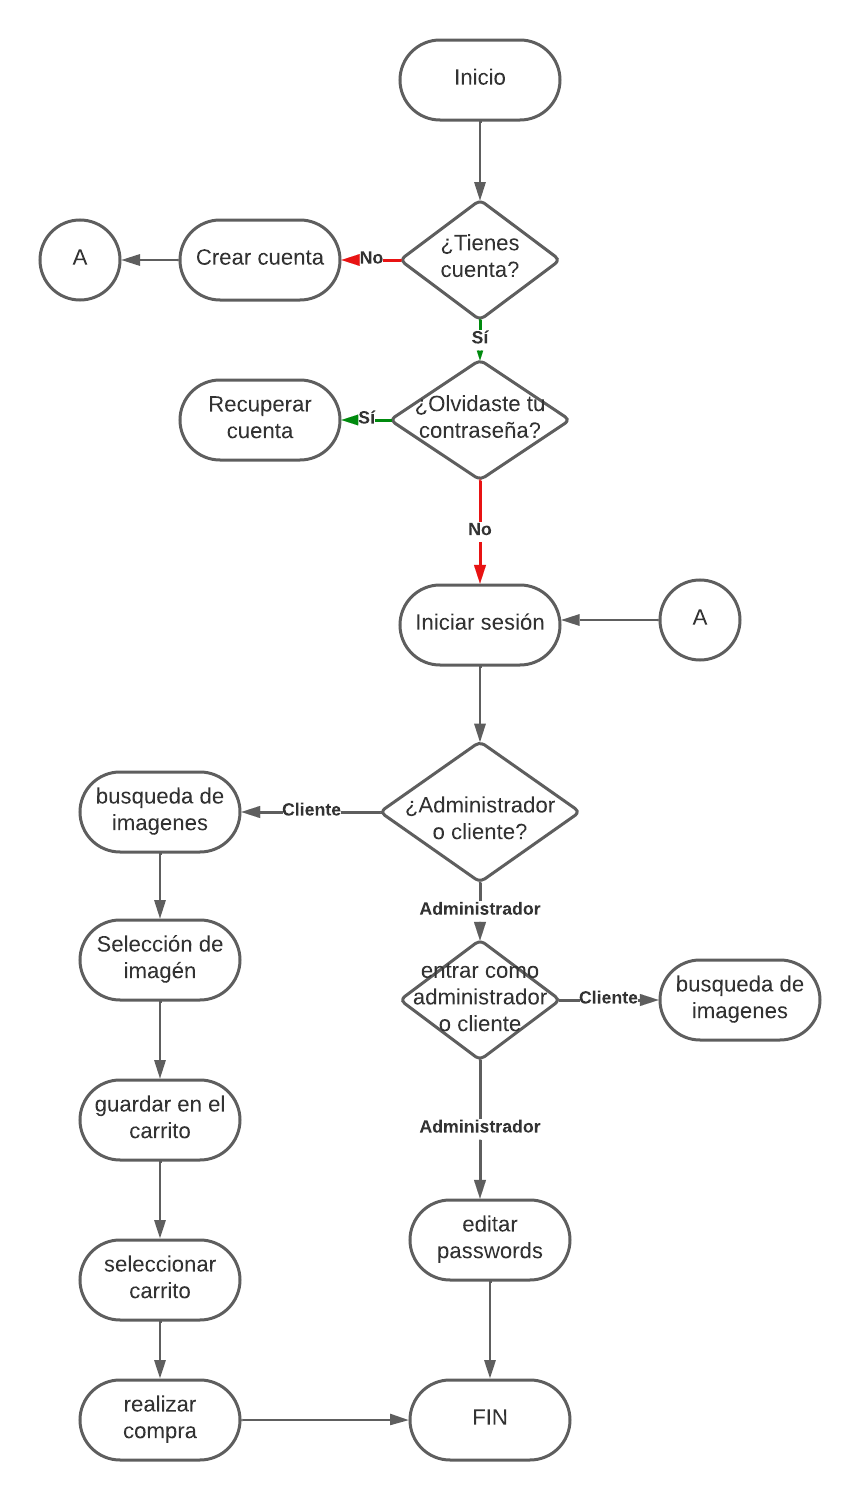 Inicio
¿Tienes
cuenta?
No
Crear cuenta
A
Sí
¿Olvidaste tu
contraseña?
Sí
Recuperar
cuenta
No
Iniciar sesión
A
¿Administrador
o cliente?
Cliente
busqueda de
imagenes
Administrador
Selección de
imagén
entrar como
administrador
o cliente
Cliente
busqueda de
imagenes
guardar en el
carrito
Administrador
seleccionar
carrito
editar
passwords
realizar
compra
FIN